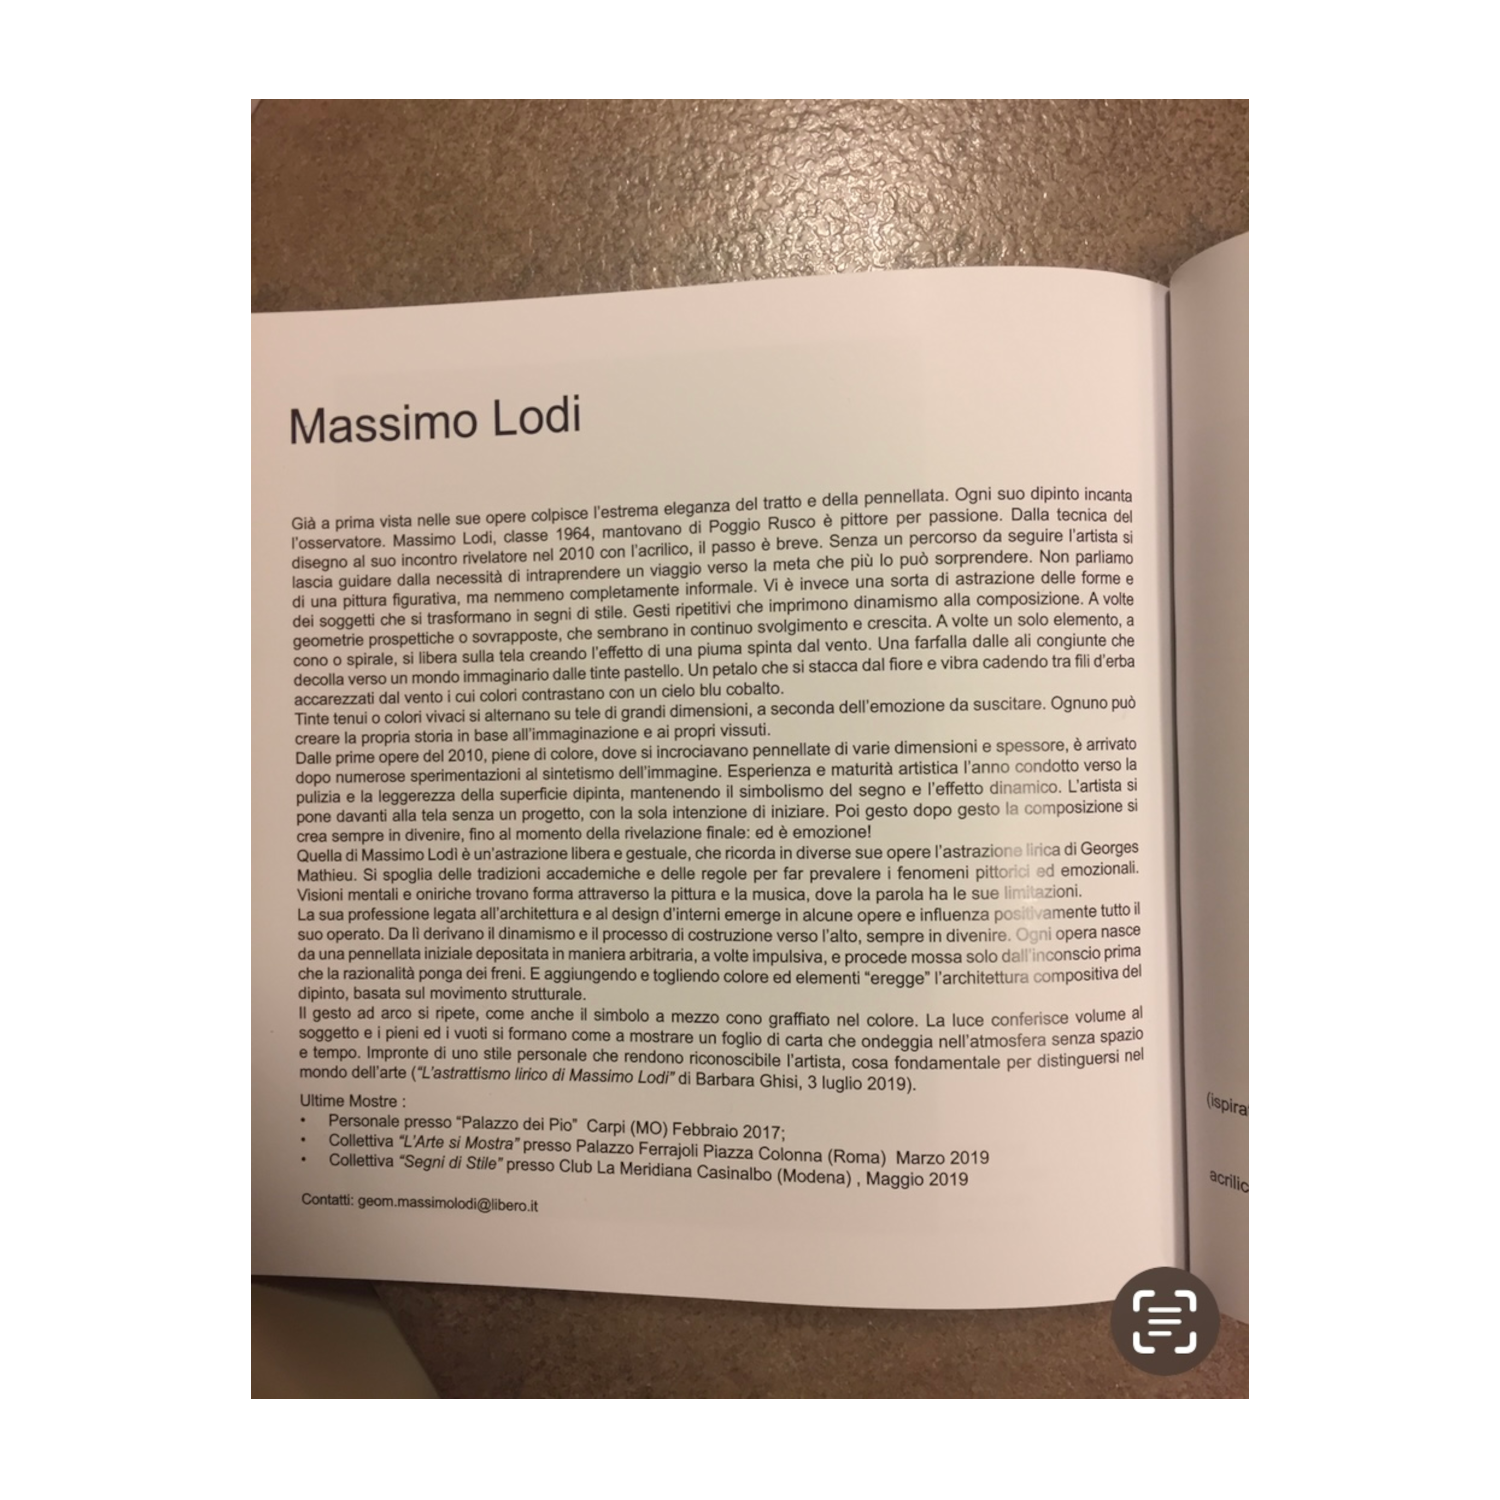 Massimo Lodi
Già a prima vista nelle sue opere colpisce l'estrema eleganza del tratto e della pennellata. Ogni suo dipinto incanta
l'osservatore. Massimo Lodi, classe 1964, mantovano di Poggio Rusco è pittore per passione. Dalla tecnica del
disegno al suo incontro rivelatore nel 2010 con l'acrilico, il passo è breve. Senza un percorso da seguire l'artista si
lascia guidare dalla necessità di intraprendere un viaggio verso la meta che più lo può sorprendere. Non parliamo
di una pittura figurativa, ma nemmeno completamente informale. Vi è invece una sorta di astrazione delle forme e
dei soggetti che si trasformano in segni di stile. Gesti ripetitivi che imprimono dinamismo alla composizione. A volte
geometrie prospettiche o sovrapposte, che sembrano in continuo svolgimento e crescita. A volte un solo elemento, a
cono o spirale, si libera sulla tela creando l'effetto di una piuma spinta dal vento. Una farfalla dalle ali congiunte che
decolla verso un mondo immaginario dalle tinte pastello. Un petalo che si stacca dal fiore e vibra cadendo tra fili d'erba
accarezzati dal vento i cui colori contrastano con un cielo blu cobalto.
Tinte tenui o colori vivaci si alternano su tele di grandi dimensioni, a seconda dell'emozione da suscitare. Ognuno può
creare la propria storia in base all'immaginazione e ai propri vissuti.
Dalle prime opere del 2010, piene di colore, dove si incrociavano pennellate di varie dimensioni e spessore, è arrivato
dopo numerose sperimentazioni al sintetismo dell'immagine. Esperienza e maturità artistica l'anno condotto verso la
pulizia e la leggerezza della superficie dipinta, mantenendo il simbolismo del segno e l'effetto dinamico. L'artista si
pone davanti alla tela senza un progetto, con la sola intenzione di iniziare. Poi gesto dopo gesto la composizione si
crea sempre in divenire, fino al momento della rivelazione finale: ed è emozione!
Quella di Massimo Lodì è un'astrazione libera e gestuale, che ricorda in diverse sue opere l'astrazione lirica di Georges
Mathieu. Si spoglia delle tradizioni accademiche e delle regole per far prevalere i fenomeni pittorici ed emozionali.
Visioni mentali e oniriche trovano forma attraverso la pittura e la musica, dove la parola ha le sue limitazioni.
La sua professione legata all'architettura e al design d'interni emerge in alcune opere e influenza positivamente tutto il
suo operato. Da lì derivano il dinamismo e il processo di costruzione verso l'alto, sempre in divenire. Ogni opera nasce
da una pennellata iniziale depositata in maniera arbitraria, a volte impulsiva, e procede mossa solo dall'inconscio prima
che la razionalità ponga dei freni. E aggiungendo e togliendo colore ed elementi "eregge" l'architettura compositiva del
dipinto, basata sul movimento strutturale.
Il gesto ad arco si ripete, come anche il simbolo a mezzo cono graffiato nel colore. La luce conferisce volume al
soggetto e i pieni ed i vuoti si formano come a mostrare un foglio di carta che ondeggia nell'atmosfera senza spazio
e tempo. Impronte di uno stile personale che rendono riconoscibile l'artista, cosa fondamentale per distinguersi nel
mondo dell'arte ("L'astrattismo lirico di Massimo Lodi" di Barbara Ghisi, 3 luglio 2019).
Ultime Mostre :
• Personale presso "Palazzo dei Pio" Carpi (MO) Febbraio 2017;
• Collettiva "L'Arte si Mostra" presso Palazzo Ferrajoli Piazza Colonna (Roma) Marzo 2019
• Collettiva "Segni di Stile" presso Club La Meridiana Casinalbo (Modena) , Maggio 2019
Contatti: geom.massimolodi@libero.it
(ispira
acrilic